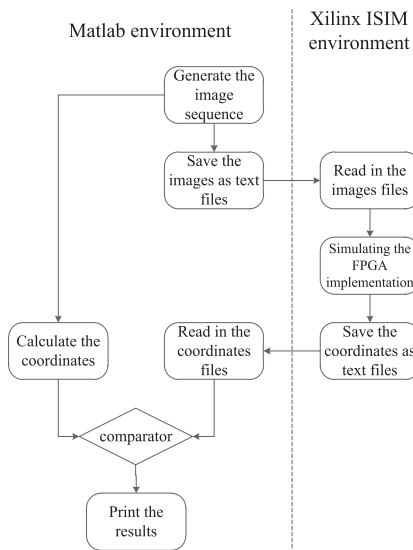 Matlab environment
Xilinx ISIM
environment
Generate the
image
sequence
Save the
images as text
files
Read in the
images files
Simulating the
FPGA
implementation
Calculate the
coordinates
Read in the
coordinates
files
Save the
coordinates as
text files
comparator
Print the
results